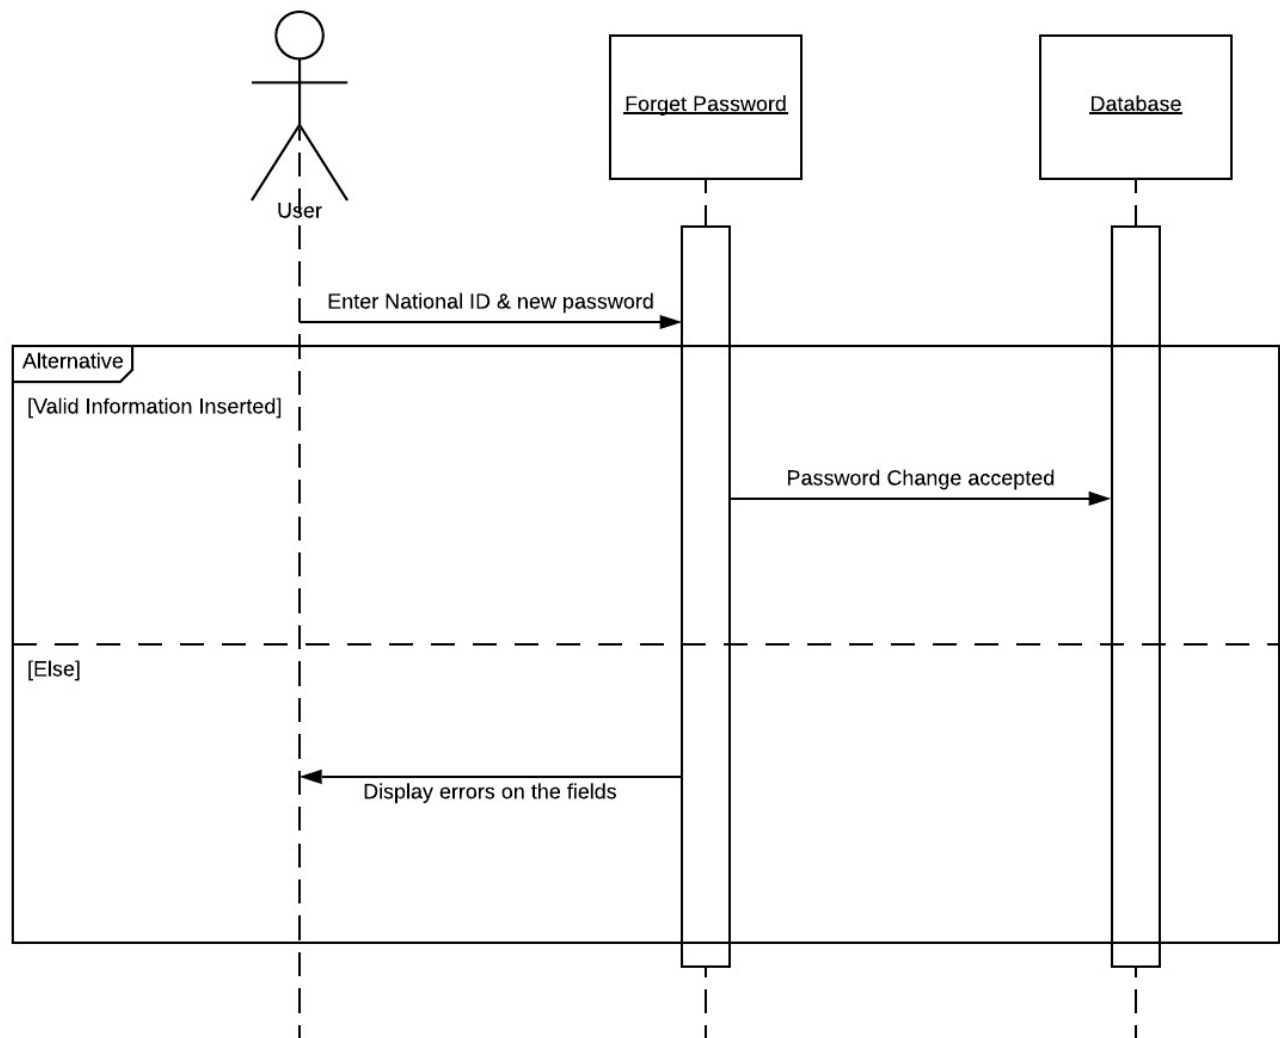 Forget Password
Database
User
Enter National ID & new password
Alternative
[Valid Information Inserted]
Password Change accepted
[Else]
Display errors on the fields